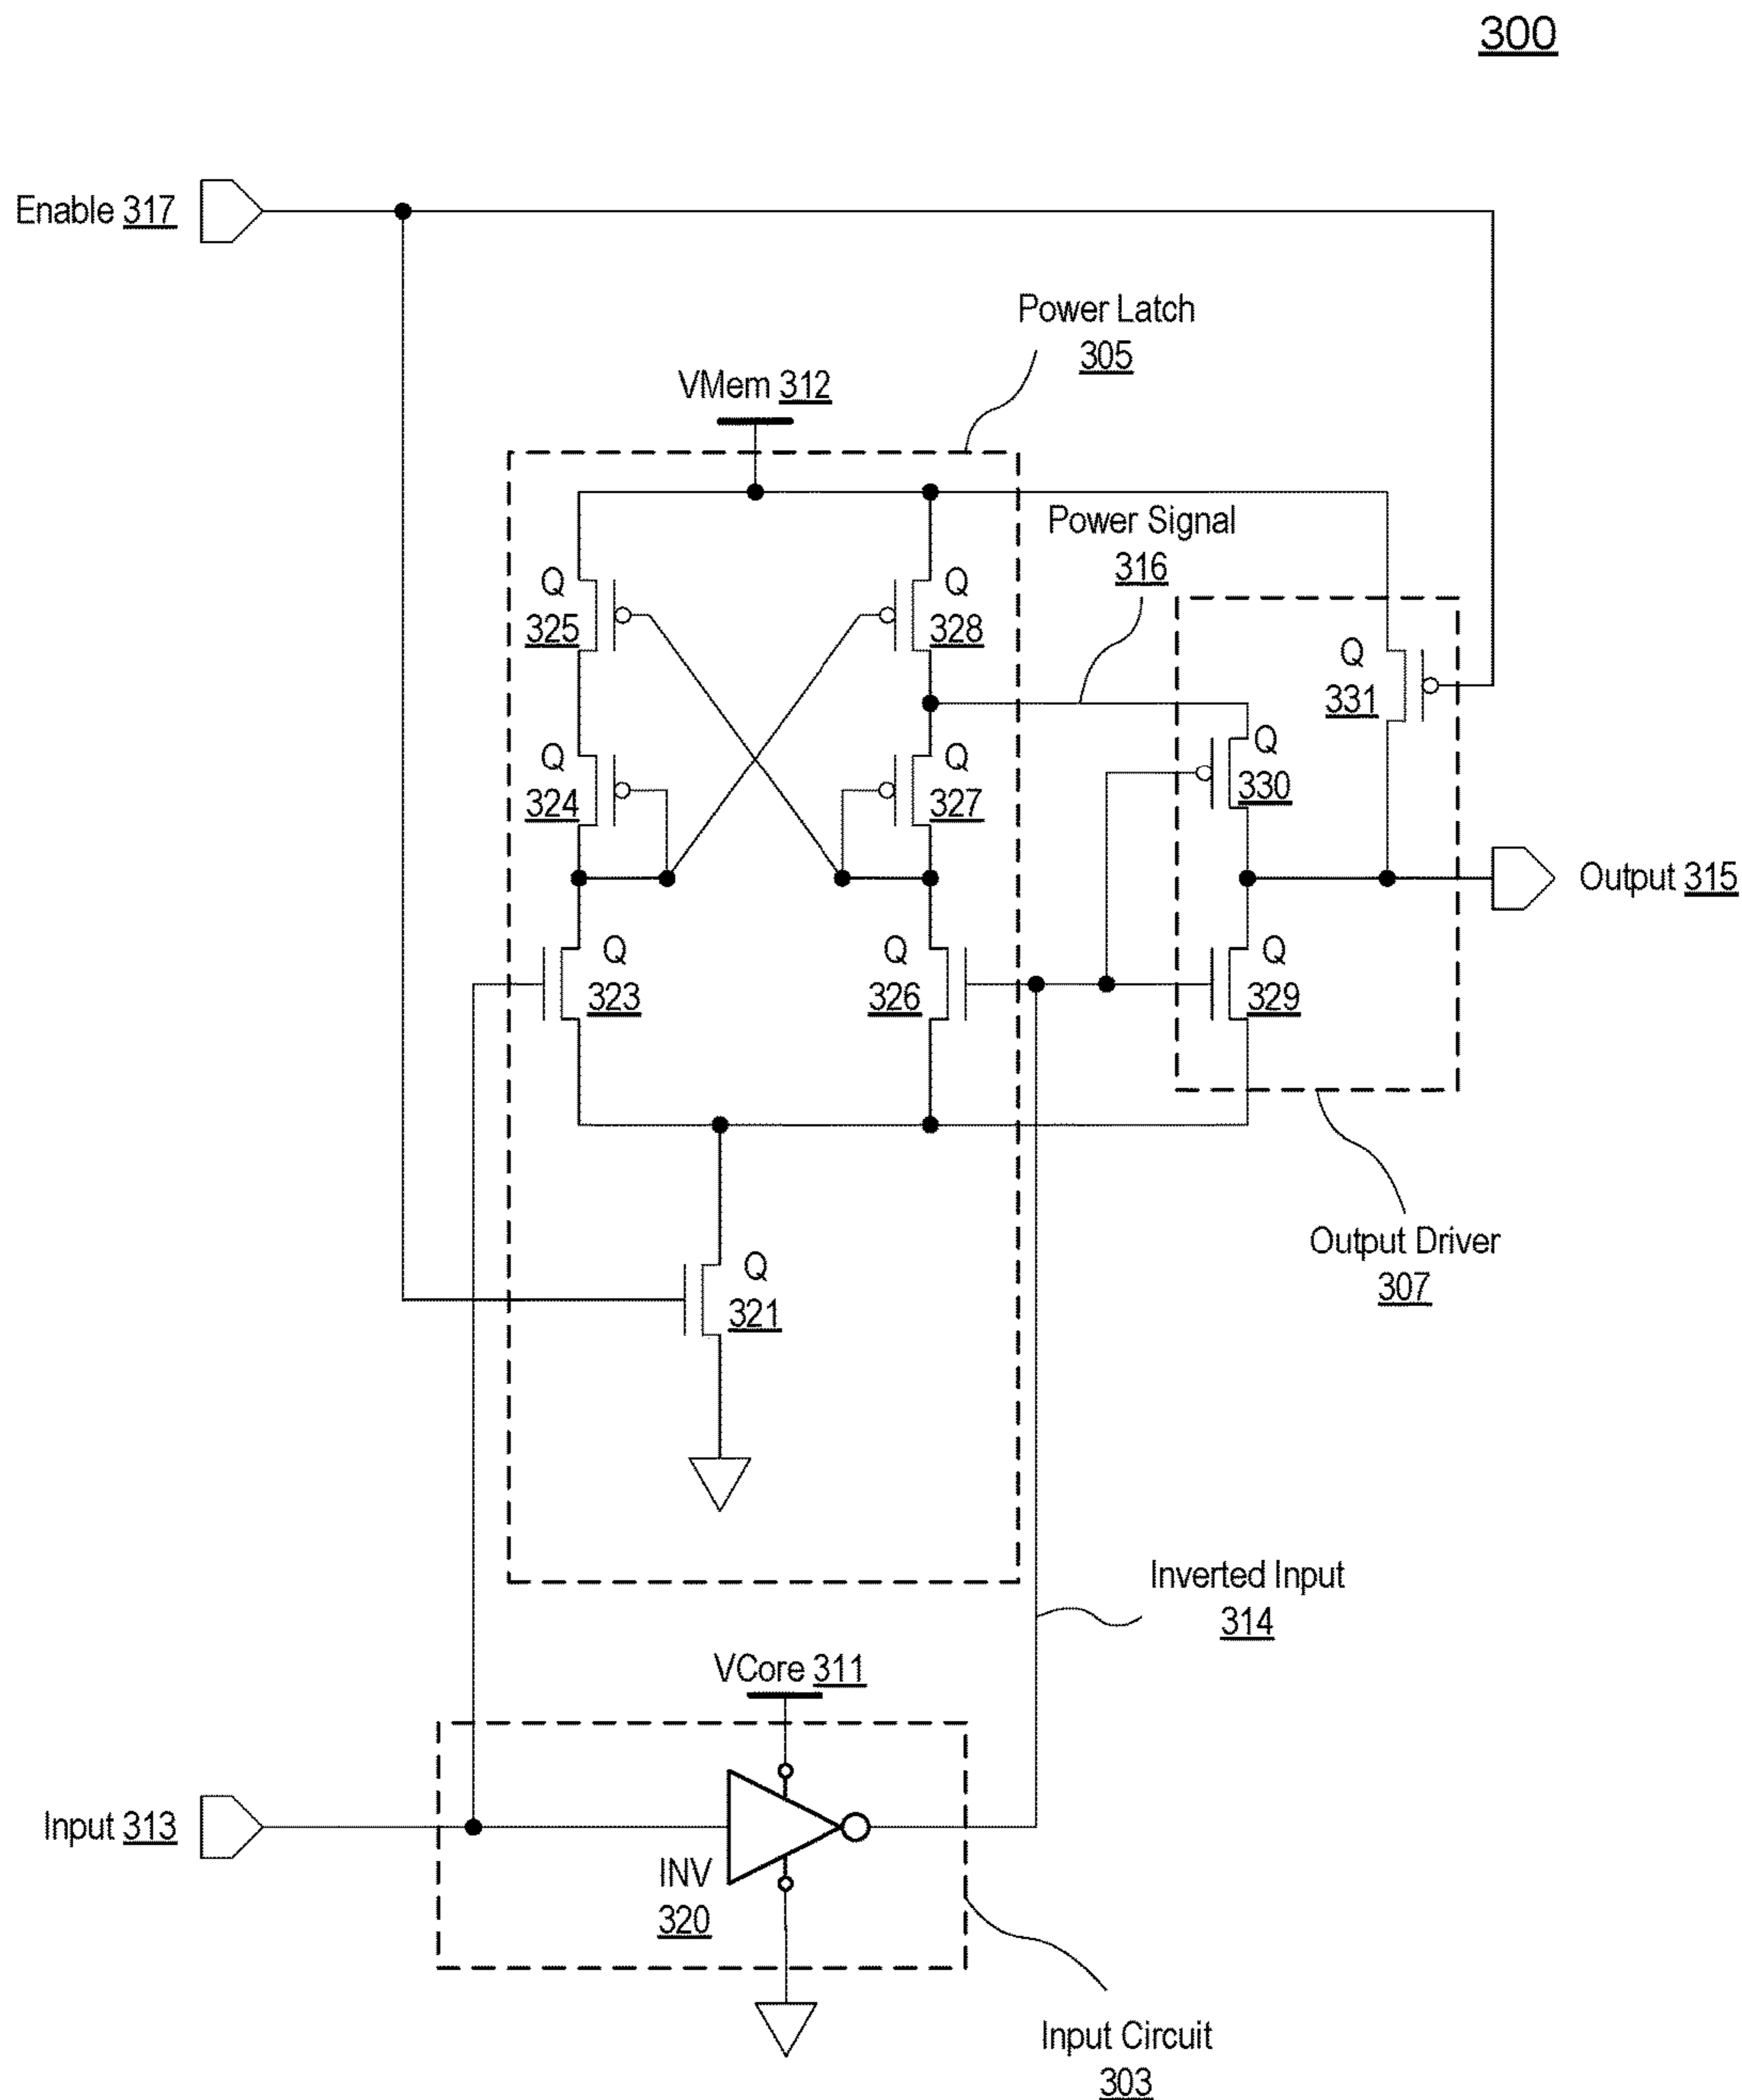 300
Enable 317
Power Latch
305
VMem 312
Power Signal
316
Q
325
Q
328
Q
331
Q
324
Q
327
Q
330
Output 315
Q
323
Q
326
Q
329
Output Driver
307
Q
321
Inverted Input
314
VCore 311
Input 313
INV
320
Input Circuit
303